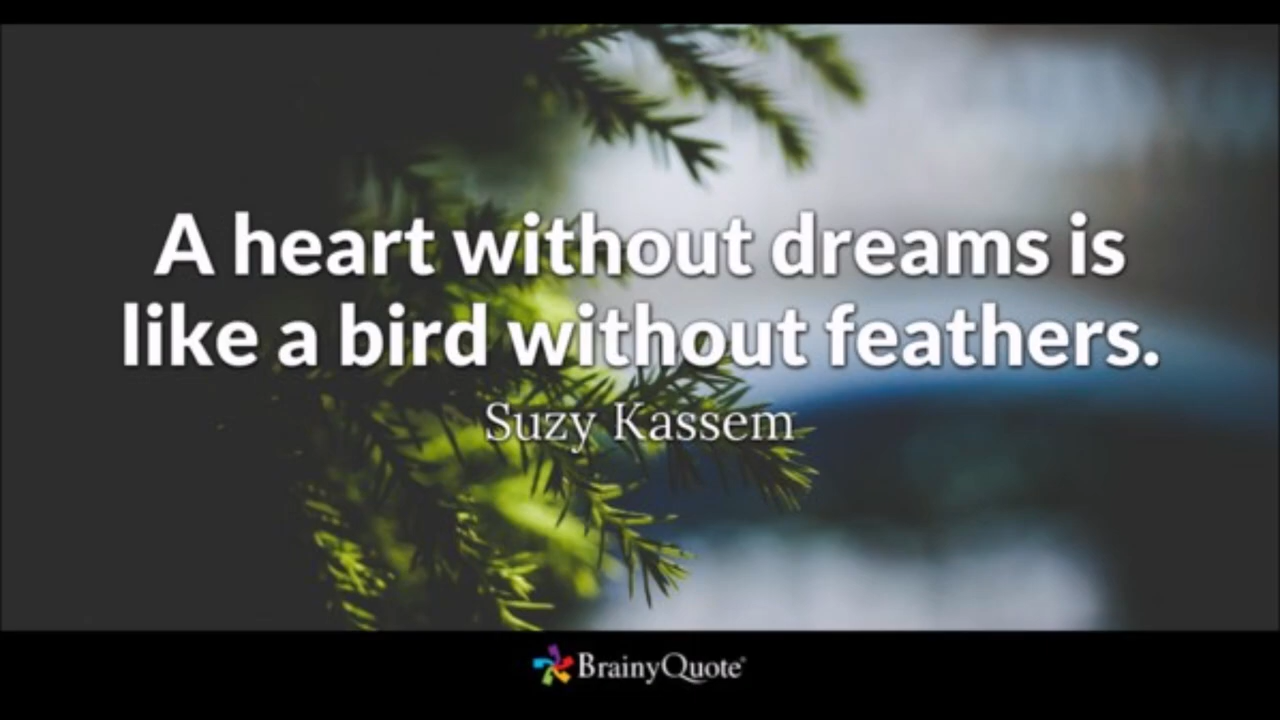 A heart without dreams is
like a bird without feathers.
Suzy Kassem
BrainyQuote®